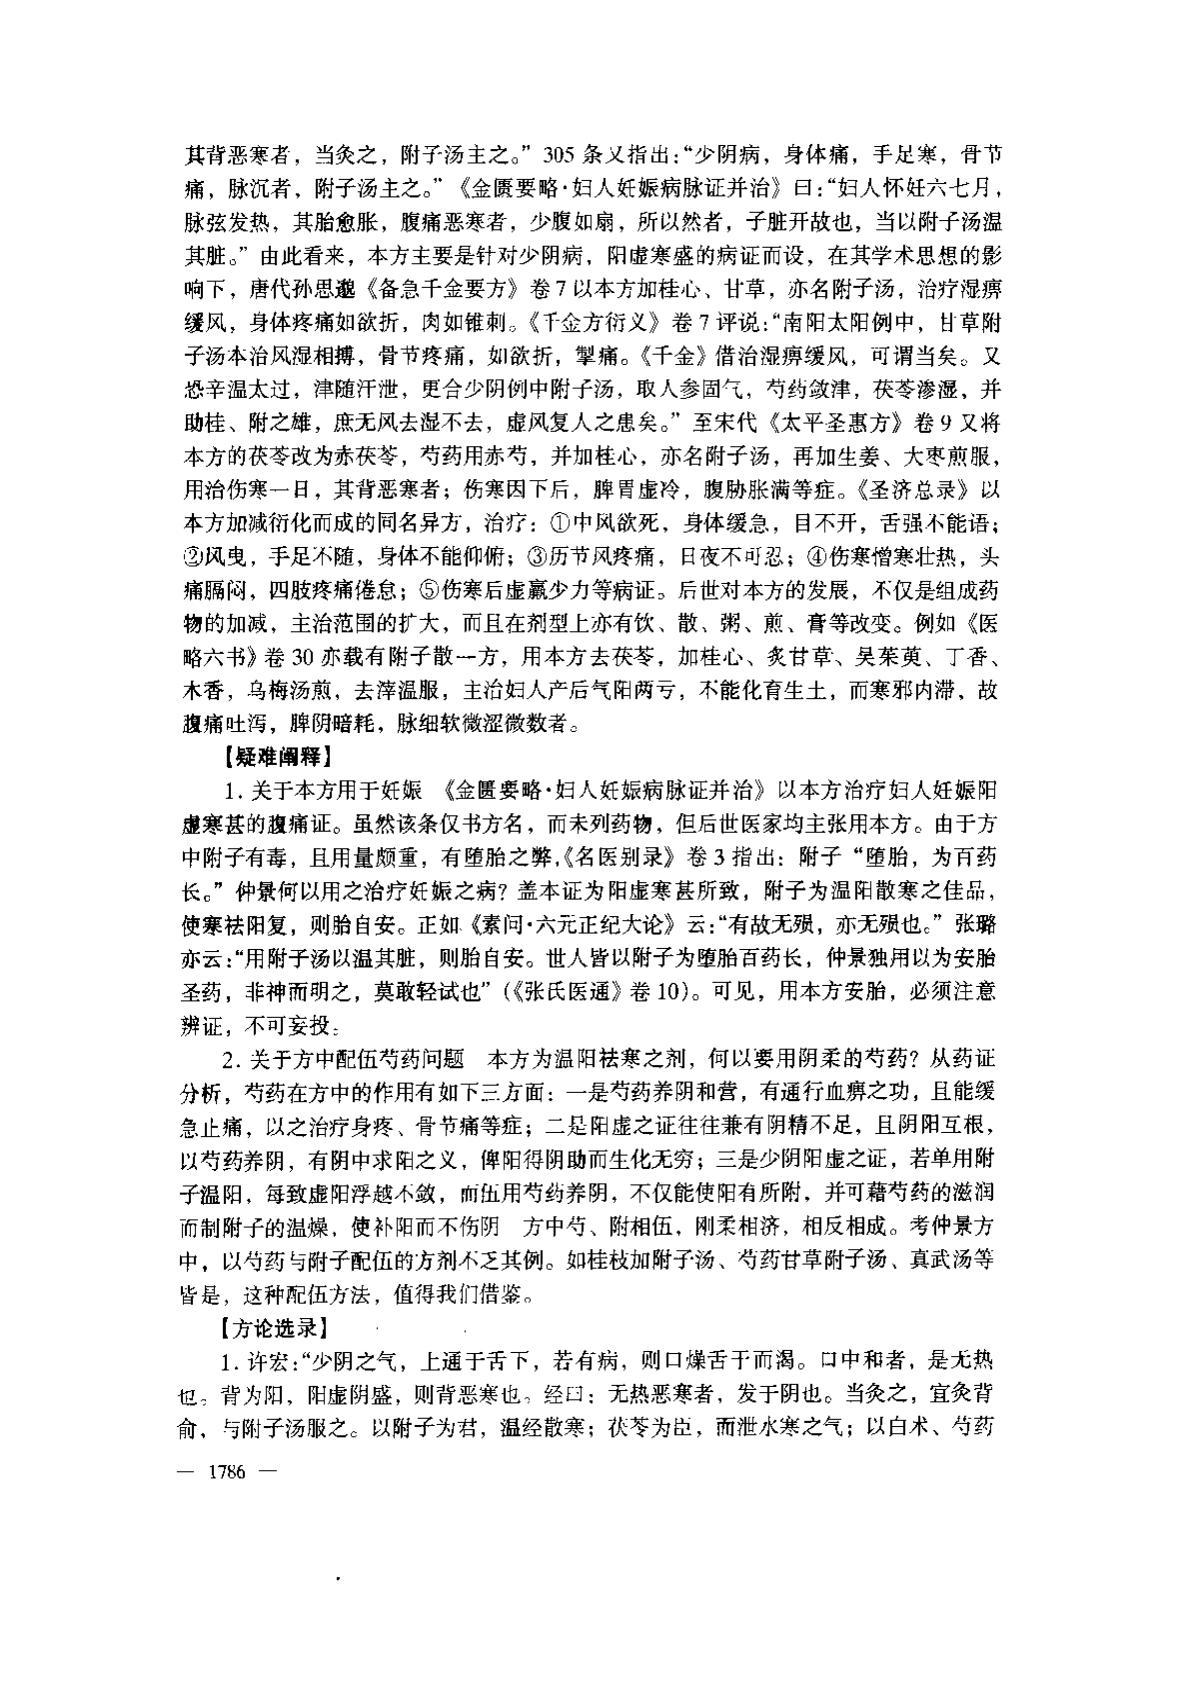 其背恶寒者，当灸之，附子汤主之。”305 条又指出：“少阴病，身体痛，手足寒，骨节
痛，脉沉者，附子汤主之。”《金匮要略·妇人妊娠病脉证并治》曰：“妇人怀妊六七月，
脉弦发热，其胎愈胀，腹痛恶寒者，少腹如扇，所以然者，子脏开故也，当以附子汤温
其脏。”由此看来，本方主要是针对少阴病，阳虚寒盛的病证而设，在其学术思想的影
响下，唐代孙思邈《备急千金要方》卷 7 以本方加桂心、甘草，亦名附子汤，治疗湿痹
缓风，身体疼痛如欲折，肉如锥刺。《千金方衍义》卷 7 评说：“南阳太阳例中，甘草附
子汤本治风湿相搏，骨节疼痛，如欲折，掣痛。《千金》借治湿痹缓风，可谓当矣。又
恐辛温太过，津随汗泄，更合少阴例中附子汤，取人参固气，芍药敛津，茯苓渗湿，并
助桂、附之雄，庶无风去湿不去，虚风复人之患矣。”至宋代《太平圣惠方》卷 9 又将
本方的茯苓改为赤茯苓，芍药用赤芍，并加桂心，亦名附子汤，再加生姜、大枣煎服，
用治伤寒一日，其背恶寒者；伤寒因下后，脾胃虚冷，腹胁胀满等症。《圣济总录》以
本方加减衍化而成的同名异方，治疗：①中风欲死，身体缓急，目不开，舌强不能语；
②风曳，手足不随，身体不能仰俯；③历节风疼痛，日夜不可忍；④伤寒憎寒壮热，头
痛膈闷，四肢疼痛倦怠；⑤伤寒后虚羸少力等病证。后世对本方的发展，不仅是组成药
物的加减，主治范围的扩大，而且在剂型上亦有饮、散、粥、煎、膏等改变。例如《医
略六书》卷 30 亦载有附子散一方，用本方去茯苓，加桂心、炙甘草、吴茱萸、丁香、
木香，乌梅汤煎，去滓温服，主治妇人产后气阳两亏，不能化育生土，而寒邪内滞，故
腹痛吐泻，脾阴暗耗，脉细软微涩微数者。
【疑难阐释】
1. 关于本方用于妊娠　《金匮要略·妇人妊娠病脉证并治》以本方治疗妇人妊娠阳
虚寒甚的腹痛证。虽然该条仅书方名，而未列药物，但后世医家均主张用本方。由于方
中附子有毒，且用量颇重，有堕胎之弊，《名医别录》卷 3 指出：附子“堕胎，为百药
长。”仲景何以用之治疗妊娠之病？盖本证为阳虚寒甚所致，附子为温阳散寒之佳品，
使寒祛阳复，则胎自安。正如《素问·六元正纪大论》云：“有故无殒，亦无殒也。”张璐
亦云：“用附子汤以温其脏，则胎自安。世人皆以附子为堕胎百药长，仲景独用以为安胎
圣药，非神而明之，莫敢轻试也”（《张氏医通》卷 10）。可见，用本方安胎，必须注意
辨证，不可妄投。
2. 关于方中配伍芍药问题　本方为温阳祛寒之剂，何以要用阴柔的芍药？从药证
分析，芍药在方中的作用有如下三方面：一是芍药养阴和营，有通行血痹之功，且能缓
急止痛，以之治疗身疼、骨节痛等症；二是阳虚之证往往兼有阴精不足，且阴阳互根，
以芍药养阴，有阴中求阳之义，俾阳得阴助而生化无穷；三是少阴阳虚之证，若单用附
子温阳，每致虚阳浮越不敛，而伍用芍药养阴，不仅能使阳有所附，并可藉芍药的滋润
而制附子的温燥，使补阳而不伤阴　方中芍、附相伍，刚柔相济，相反相成。考仲景方
中，以芍药与附子配伍的方剂不乏其例。如桂枝加附子汤、芍药甘草附子汤、真武汤等
皆是，这种配伍方法，值得我们借鉴。
【方论选录】
1. 许宏：“少阴之气，上通于舌下，若有病，则口燥舌干而渴。口中和者，是尤热
也。背为阳，阳虚阴盛，则背恶寒也。经曰：无热恶寒者，发于阴也。当灸之，宜灸背
俞，与附子汤服之。以附子为君，温经散寒；茯苓为臣，而泄水寒之气；以白术、芍药
— 1786 —